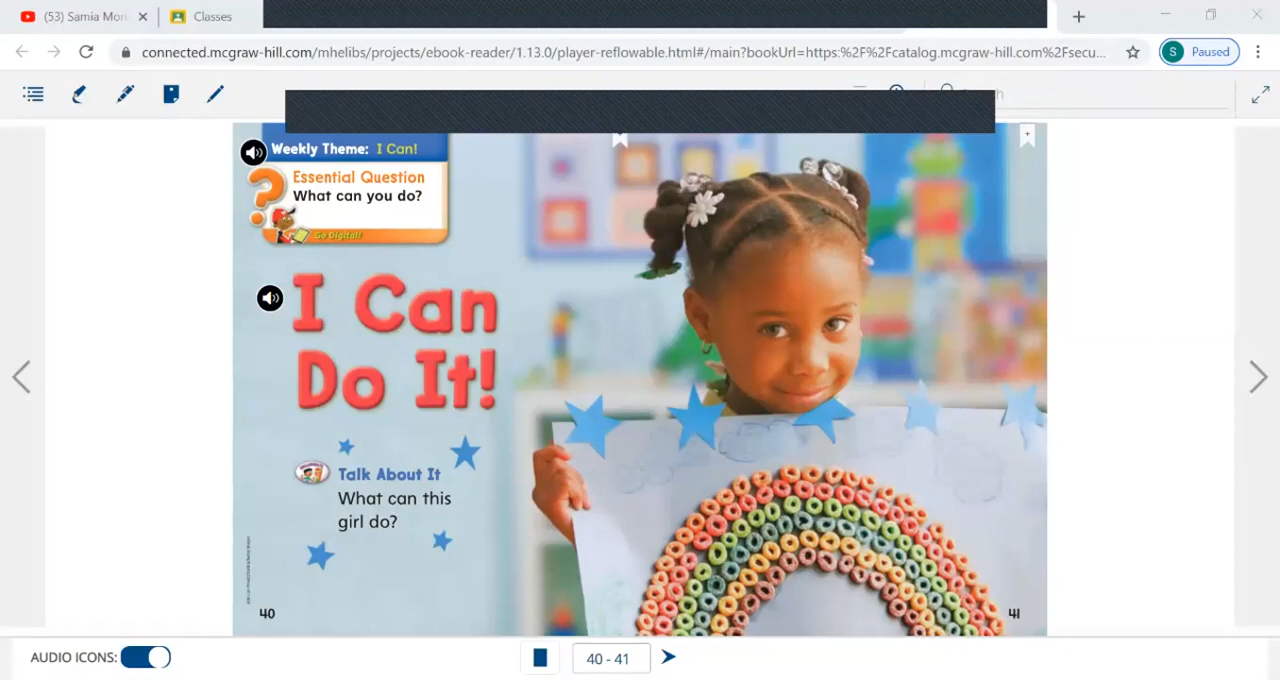 (53) Samia Mor
Classes
connected.mcgraw-hill.com/mhelibs/projects/ebook-reader/1.13.0/player-reflowable.html#/main?bookUrl=https:%2F%2Fcatalog.mcgraw-hill.com%2Fsecu...
S Paused
Weekly Theme: I Can!
Essential Question
What can you do?
Go Digital!
I Can
Do It!
Talk About It
What can this
girl do?
40
41
AUDIO ICONS:
40 - 41